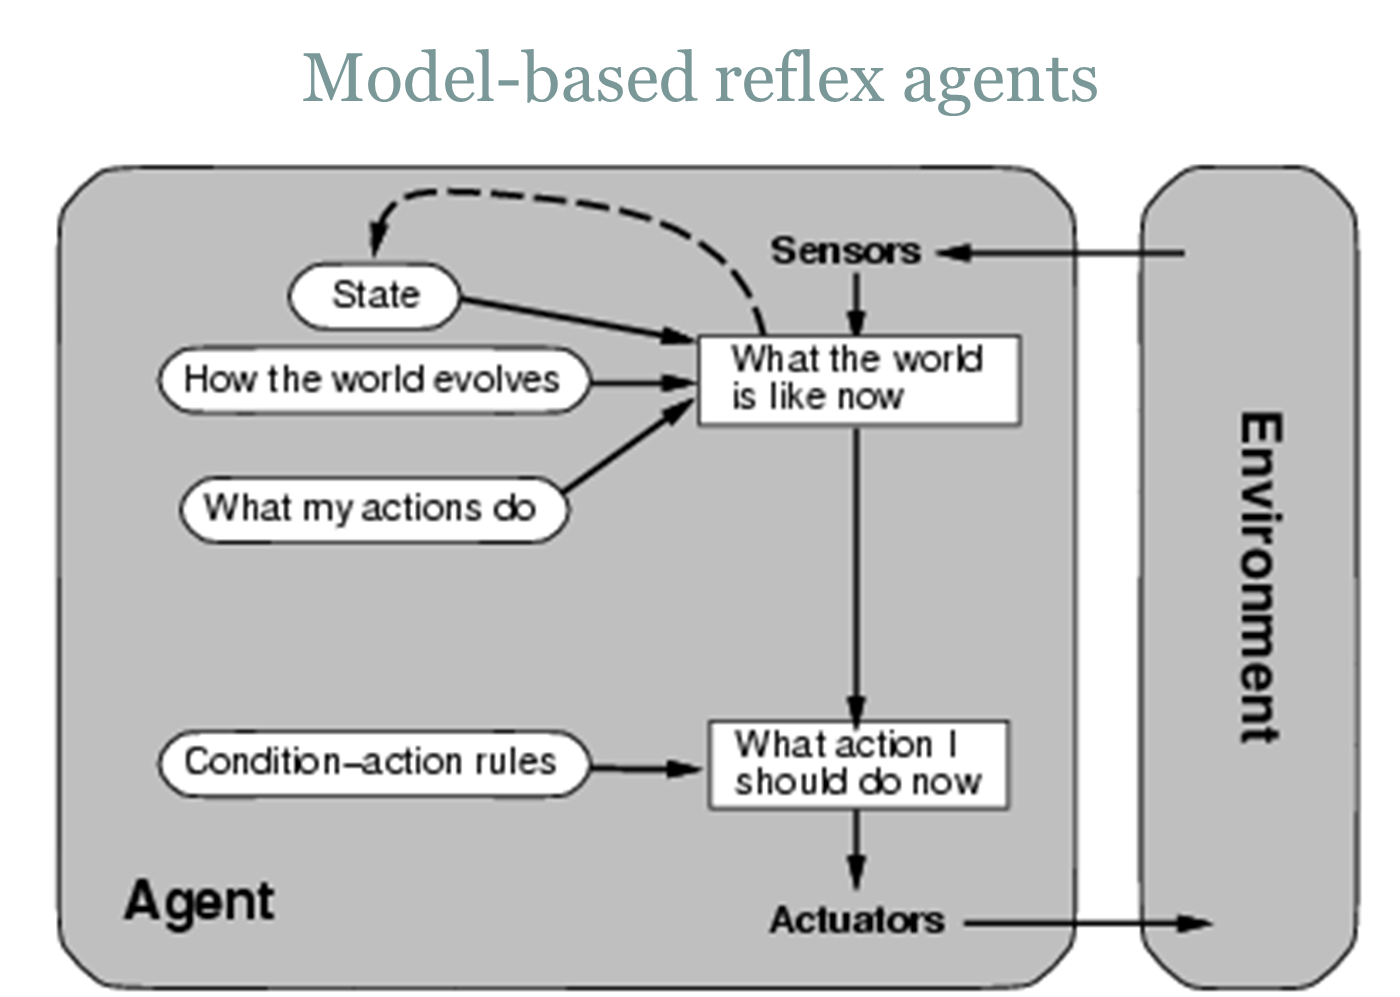 Model-based reflex agents
Sensors
State
What the world
is like now
How the world evolves
What my actions do
Environment
Condition–action rules
What action I
should do now
Agent
Actuators